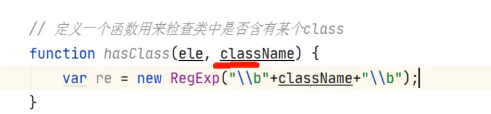 // 定义一个函数用来检查类中是否含有某个class
function hasClass(ele, className) {
var re = new RegExp("\\b"+className+"\\b");
}